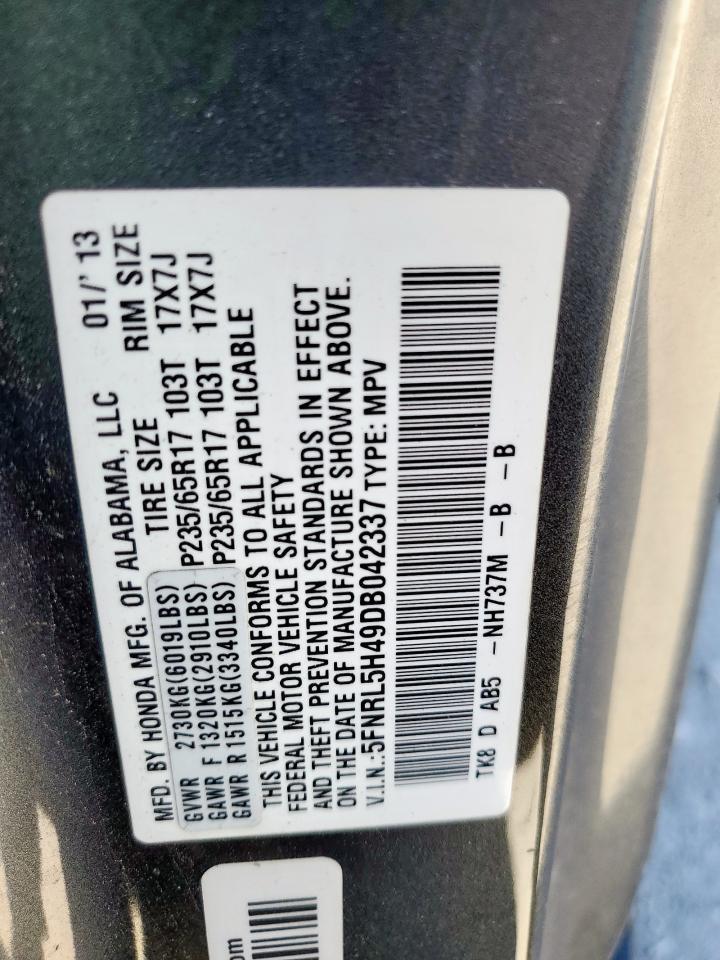 MFD. BY HONDA MFG. OF ALABAMA, LLC 01/' 13
TIRE SIZE RIM SIZE
GVWR 2730KG(6019LBS)
GAWR F 1320KG(2910LBS) P235/65R17 103T 17X7J
GAWR R 1515KG(3340LBS) P235/65R17 103T 17X7J
THIS VEHICLE CONFORMS TO ALL APPLICABLE
FEDERAL MOTOR VEHICLE SAFETY
AND THEFT PREVENTION STANDARDS IN EFFECT
ON THE DATE OF MANUFACTURE SHOWN ABOVE.
V.I.N.:5FNRL5H49DB042337 TYPE: MPV
TK8 D AB5 -NH737M -B -B
com